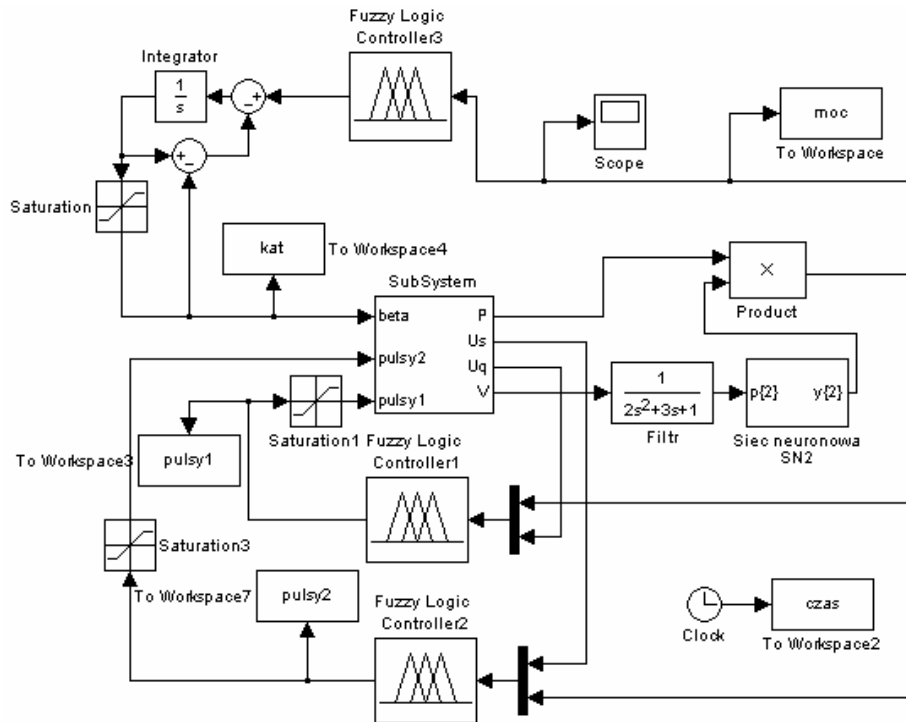 Fuzzy Logic
Controller3
Integrator
1
s
-
+
+
-
Scope
moc
To Workspace
Saturation
kat
To Workspace4
SubSystem
beta
pulsy2
pulsy1
P
Us
Uq
V
×
Product
1
2s²+3s+1
Filtr
p{2}
y{2}
Siec neuronowa
SN2
Saturation1
To Workspace3
pulsy1
Fuzzy Logic
Controller1
Saturation3
To Workspace7
pulsy2
Fuzzy Logic
Controller2
Clock
czas
To Workspace2